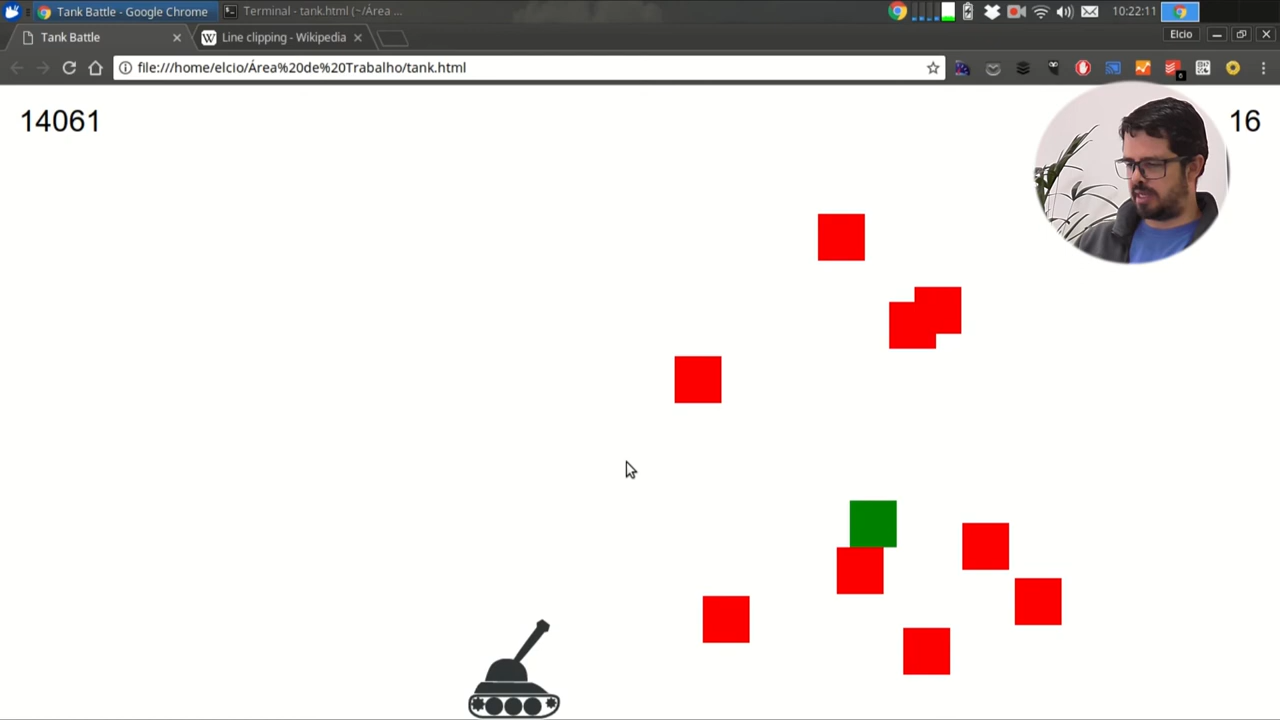 Tank Battle - Google Chrome
Terminal - tank.html (~/Área ...
10:22:11
Tank Battle
Line clipping - Wikipedia
Elcio
file:///home/elcio/Área%20de%20Trabalho/tank.html
6
14061
16